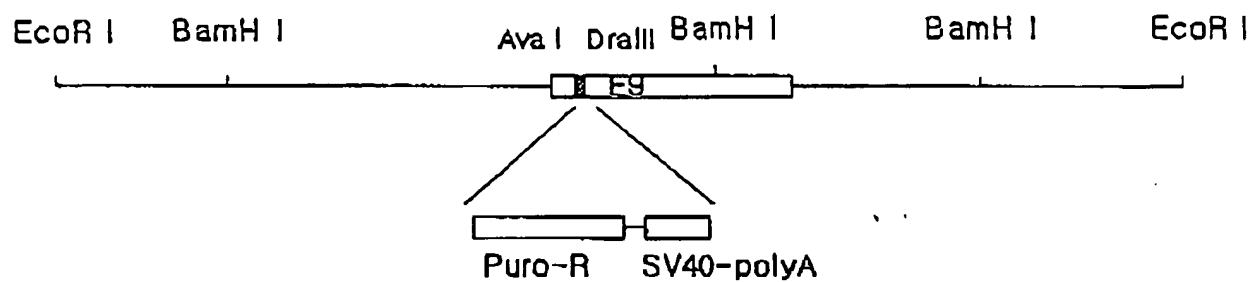 EcoR I BamH I Ava I DraIII BamH I BamH I EcoR I
E9
Puro-R SV40-polyA